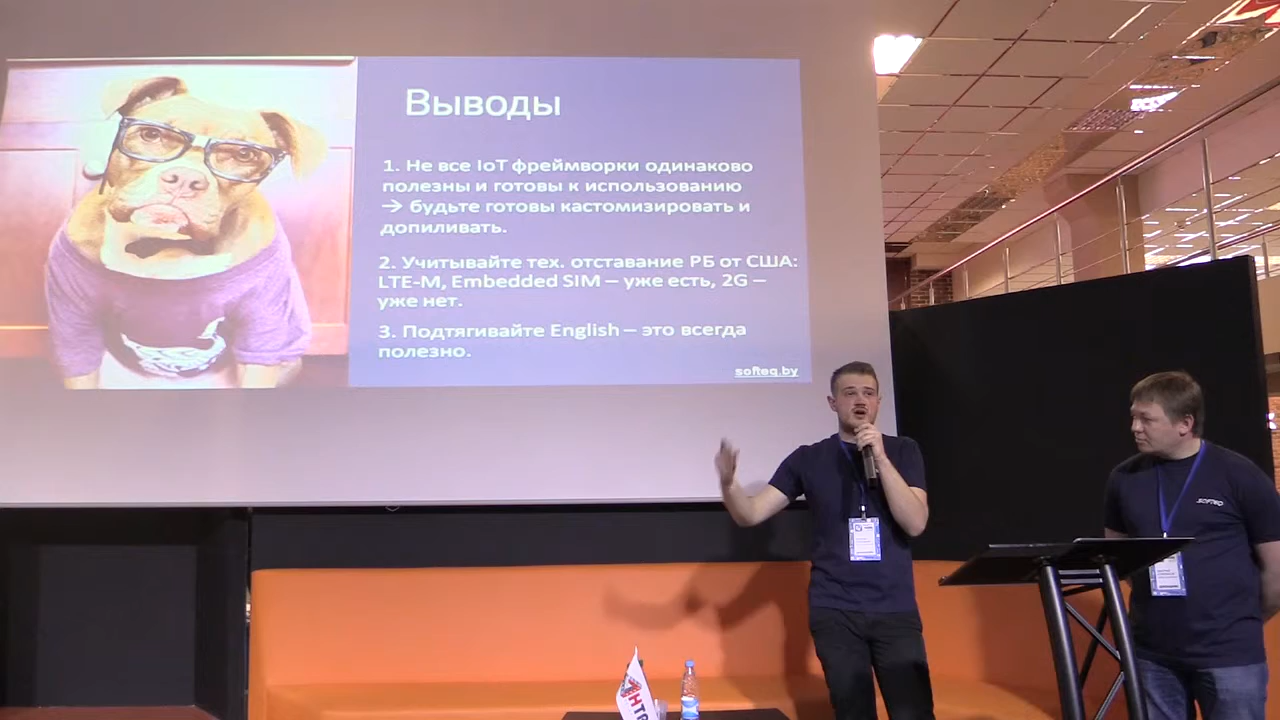 Выводы
1. Не все IoT фреймворки одинаково
полезны и готовы к использованию
→ будьте готовы кастомизировать и
допиливать.
2. Учитывайте тех. отставание РБ от США:
LTE-M, Embedded SIM – уже есть, 2G –
уже нет.
3. Подтягивайте English – это всегда
полезно.
softeq.by
SOFTEQ